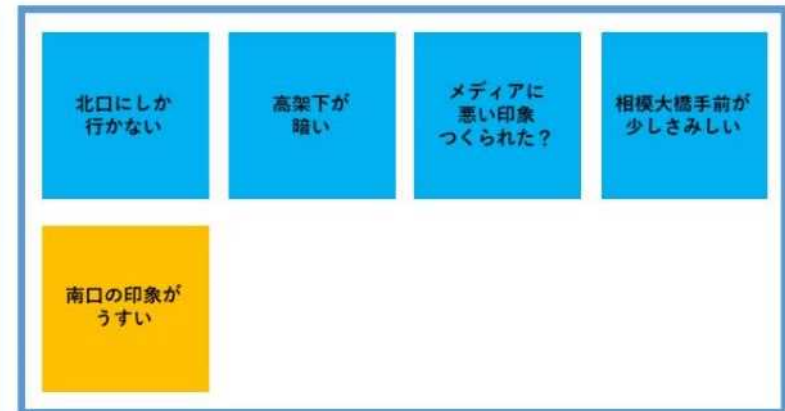 北口にしか
行かない
高架下が
暗い
メディアに
悪い印象
つくられた？
相模大橋手前が
少しさみしい
南口の印象が
うすい